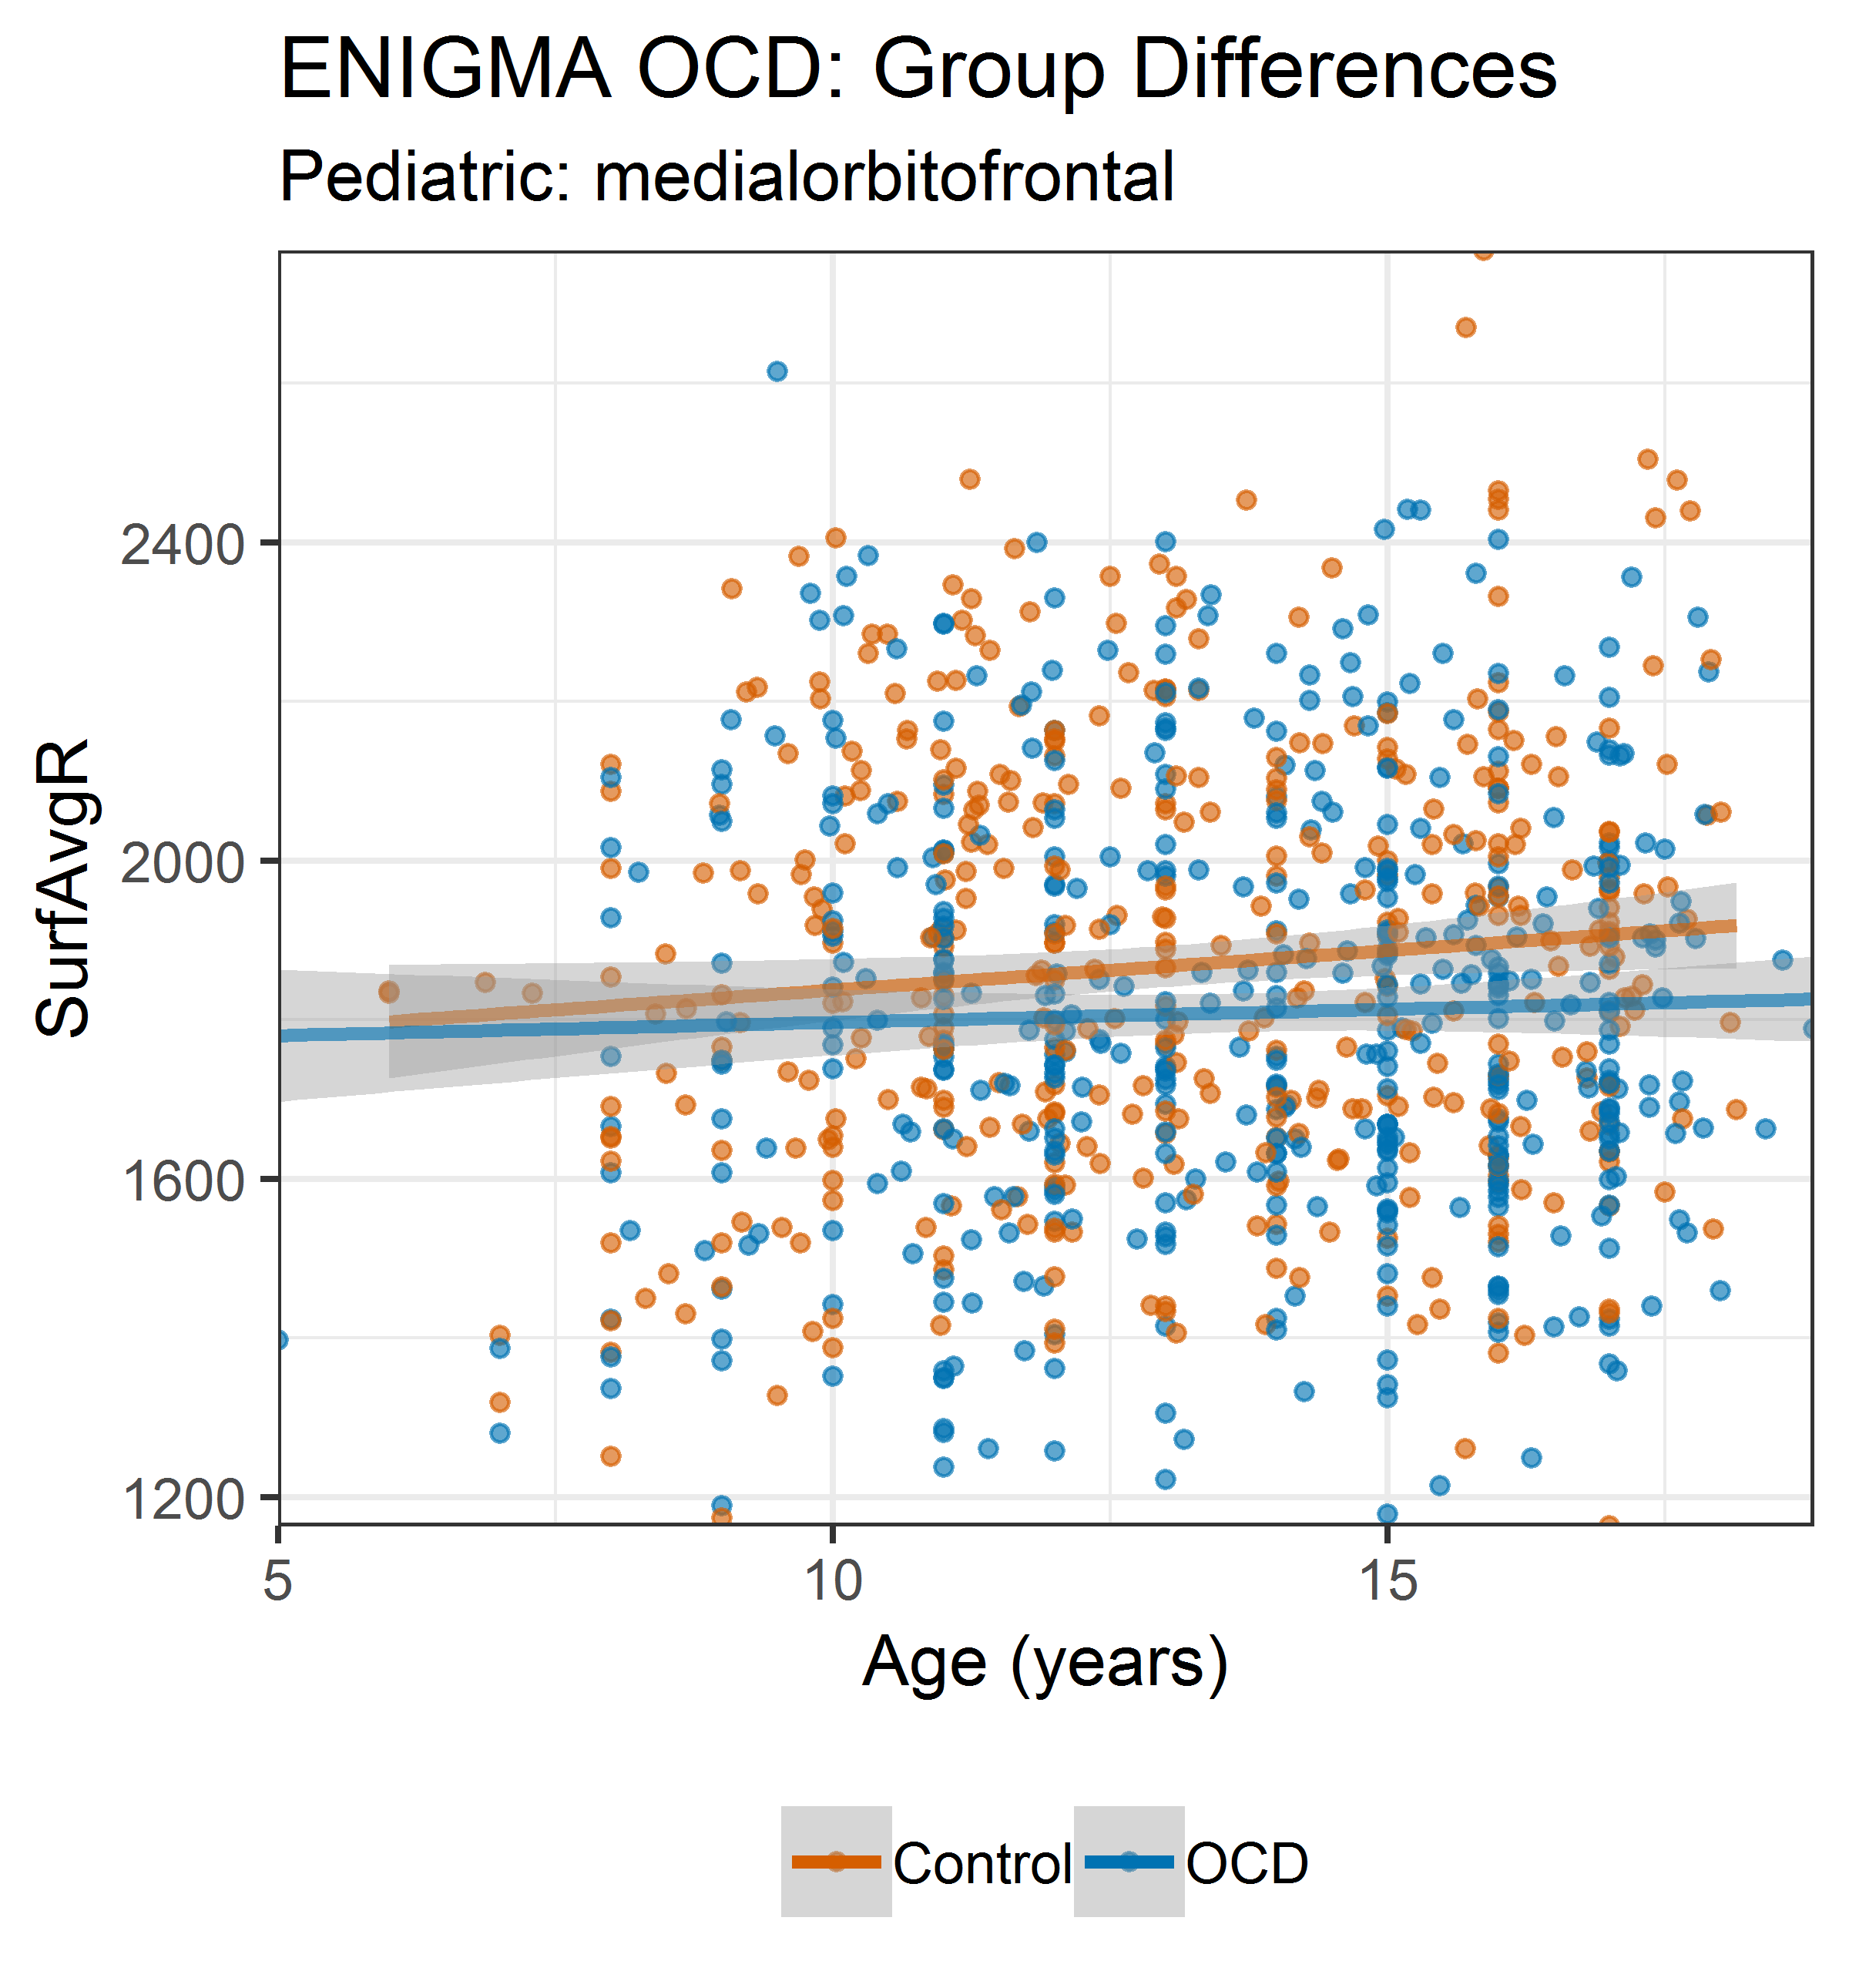 ENIGMA OCD: Group Differences
Pediatric: medialorbitofrontal
SurfAvgR
2400
2000
1600
1200
5 10 15
Age (years)
Control OCD